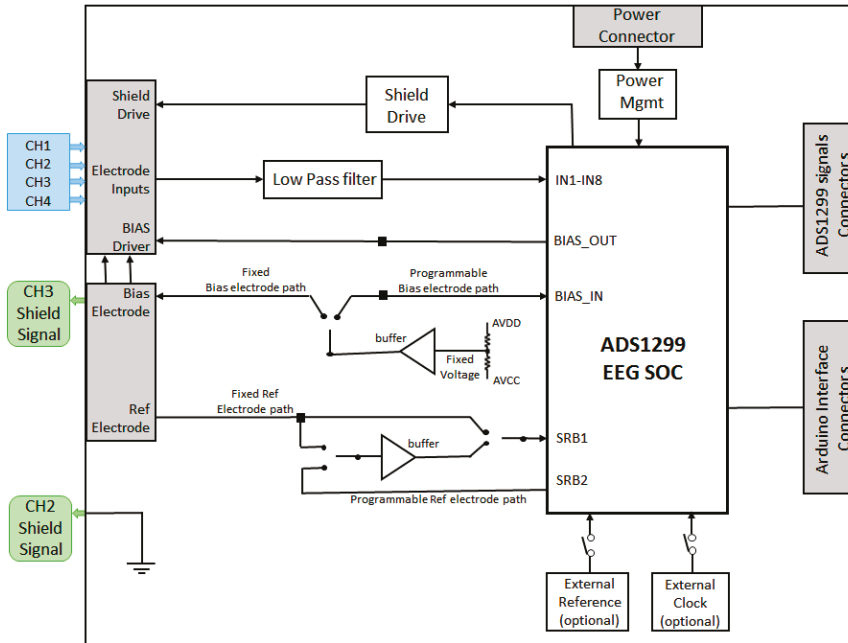 Power
Connector
Power
Mgmt
Shield
Drive
Shield
Drive
CH1
CH2
CH3
CH4
Electrode
Inputs
Low Pass filter
IN1-IN8
ADS1299 signals
Connectors
BIAS
Driver
BIAS_OUT
CH3
Shield
Signal
Bias
Electrode
Fixed
Bias electrode path
Programmable
Bias electrode path
BIAS_IN
AVDD
buffer
Fixed
Voltage
AVCC
ADS1299
EEG SOC
Arduino Interface
Connectors
Ref
Electrode
Fixed Ref
Electrode path
buffer
SRB1
SRB2
Programmable Ref electrode path
CH2
Shield
Signal
External
Reference
(optional)
External
Clock
(optional)